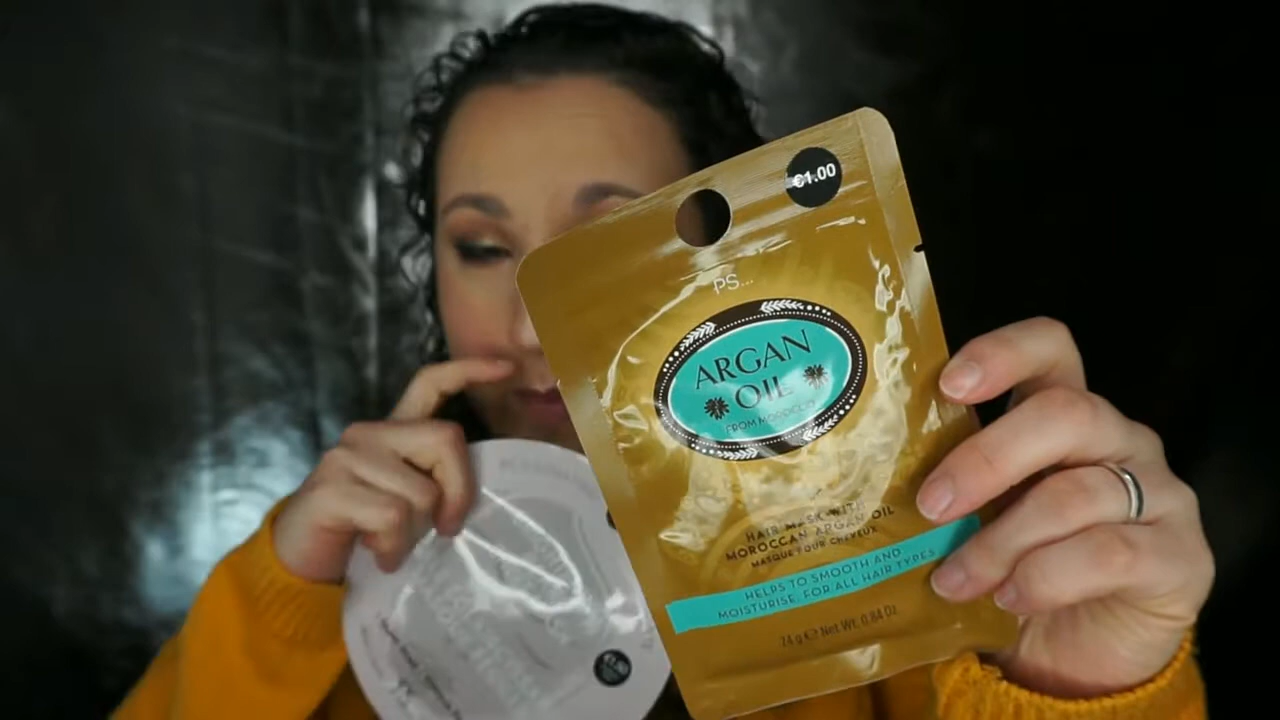 €1.00
PS...
ARGAN
OIL
FROM MOROCCO
HAIR MASK WITH
MOROCCAN ARGAN OIL
MASQUE POUR CHEVEUX
HELPS TO SMOOTH AND
MOISTURISE. FOR ALL HAIR TYPES
24 g ℮ Net Wt. 0.84 Oz